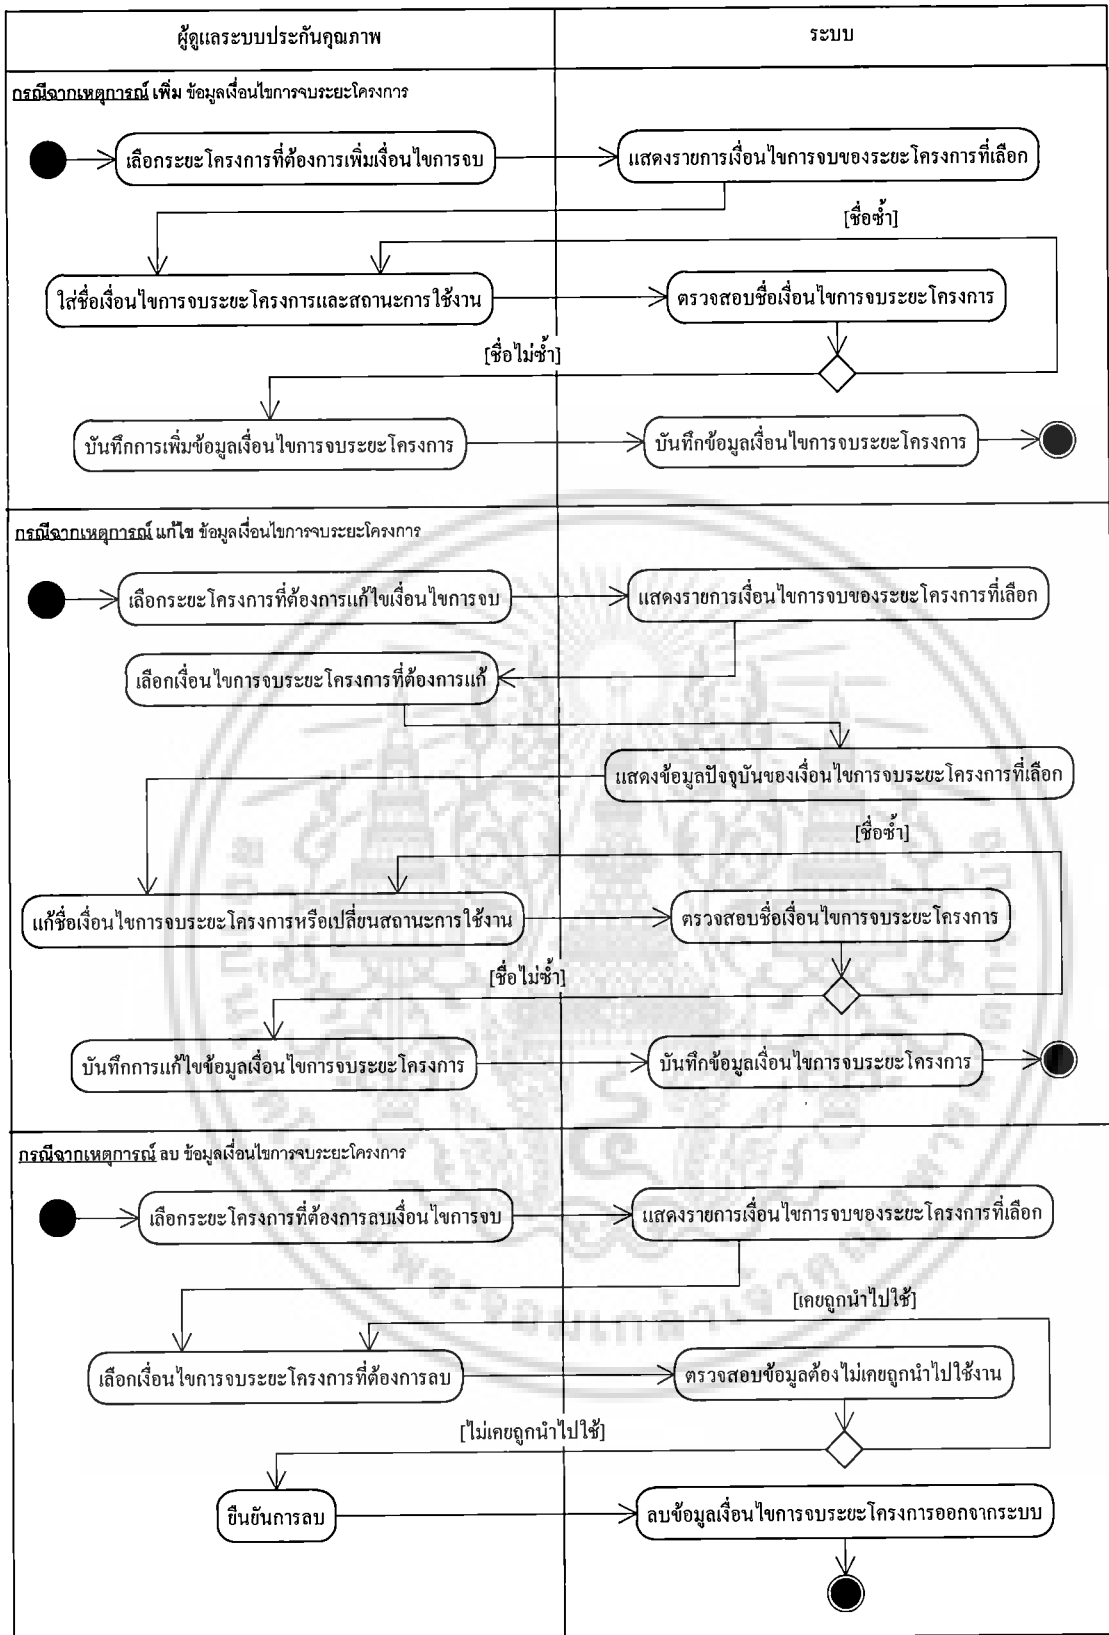 ผู้ดูแลระบบประกันคุณภาพ
ระบบ
กรณีจากเหตุการณ์ เพิ่ม ข้อมูลเงื่อนไขการจบระยะโครงการ
เลือกระยะโครงการที่ต้องการเพิ่มเงื่อนไขการจบ
แสดงรายการเงื่อนไขการจบของระยะโครงการที่เลือก
[ชื่อซ้ำ]
ใส่ชื่อเงื่อนไขการจบระยะโครงการและสถานะการใช้งาน
ตรวจสอบชื่อเงื่อนไขการจบระยะโครงการ
[ชื่อไม่ซ้ำ]
บันทึกการเพิ่มข้อมูลเงื่อนไขการจบระยะโครงการ
บันทึกข้อมูลเงื่อนไขการจบระยะโครงการ
กรณีจากเหตุการณ์ แก้ไข ข้อมูลเงื่อนไขการจบระยะโครงการ
เลือกระยะโครงการที่ต้องการแก้ไขเงื่อนไขการจบ
แสดงรายการเงื่อนไขการจบของระยะโครงการที่เลือก
เลือกเงื่อนไขการจบระยะโครงการที่ต้องการแก้
แสดงข้อมูลปัจจุบันของเงื่อนไขการจบระยะโครงการที่เลือก
[ชื่อซ้ำ]
แก้ชื่อเงื่อนไขการจบระยะโครงการหรือเปลี่ยนสถานะการใช้งาน
ตรวจสอบชื่อเงื่อนไขการจบระยะโครงการ
[ชื่อไม่ซ้ำ]
บันทึกการแก้ไขข้อมูลเงื่อนไขการจบระยะโครงการ
บันทึกข้อมูลเงื่อนไขการจบระยะโครงการ
กรณีจากเหตุการณ์ ลบ ข้อมูลเงื่อนไขการจบระยะโครงการ
เลือกระยะโครงการที่ต้องการลบเงื่อนไขการจบ
แสดงรายการเงื่อนไขการจบของระยะโครงการที่เลือก
[เคยถูกนำไปใช้]
เลือกเงื่อนไขการจบระยะโครงการที่ต้องการลบ
ตรวจสอบข้อมูลต้องไม่เคยถูกนำไปใช้งาน
[ไม่เคยถูกนำไปใช้]
ยืนยันการลบ
ลบข้อมูลเงื่อนไขการจบระยะโครงการออกจากระบบ